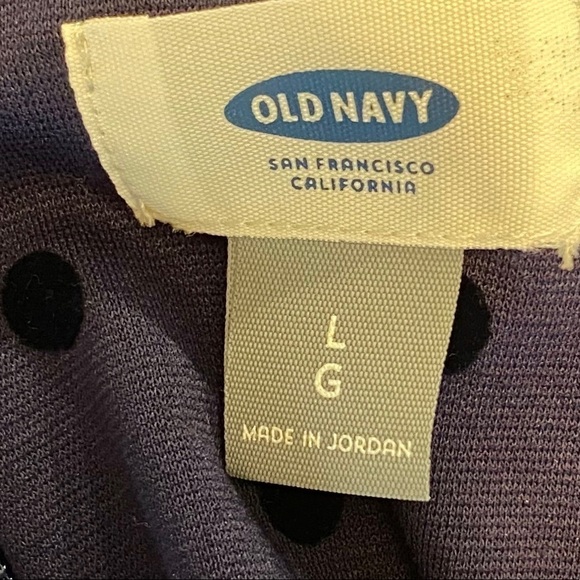 OLD NAVY
SAN FRANCISCO
CALIFORNIA
L
G
MADE IN JORDAN